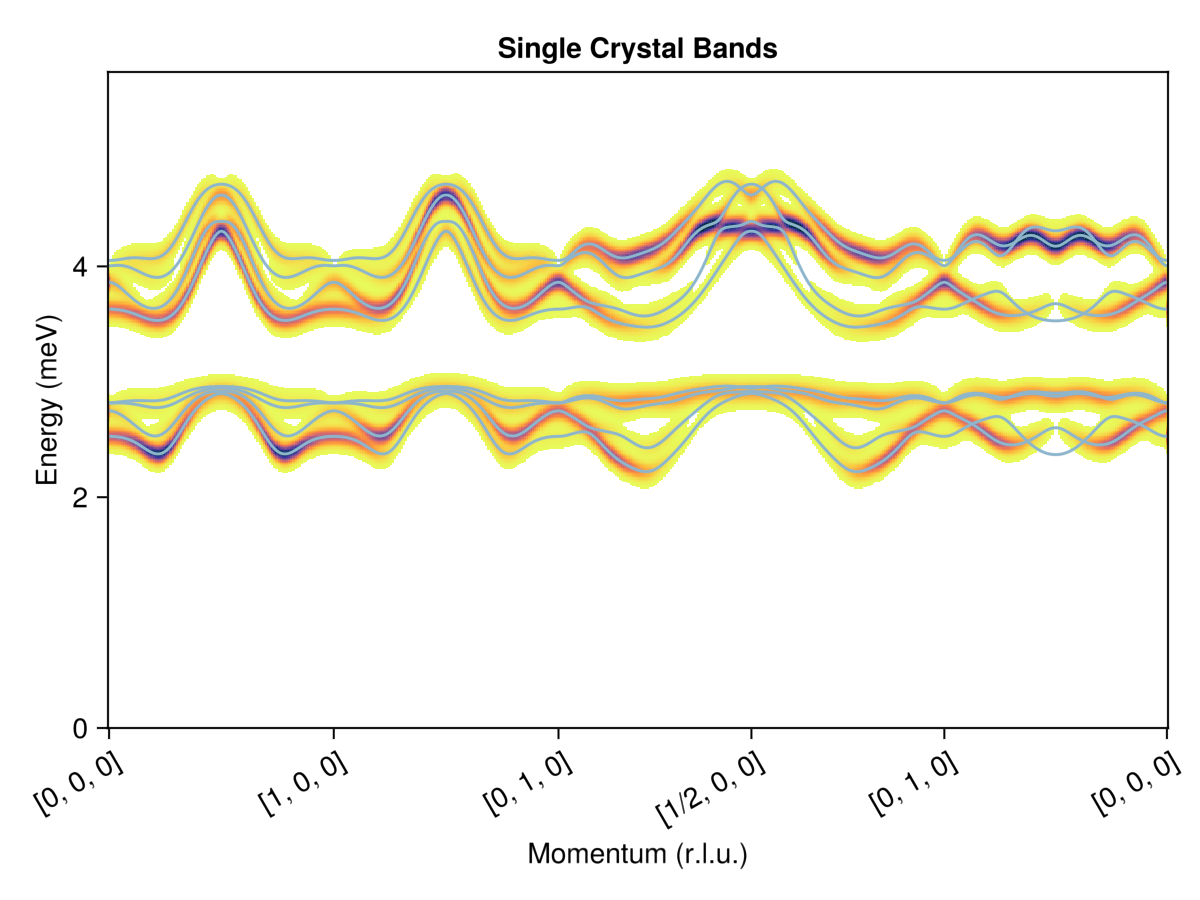 Single Crystal Bands
Energy (meV)
4
2
0
[0, 0, 0]
[1, 0, 0]
[0, 1, 0]
[1/2, 0, 0]
[0, 1, 0]
[0, 0, 0]
Momentum (r.l.u.)